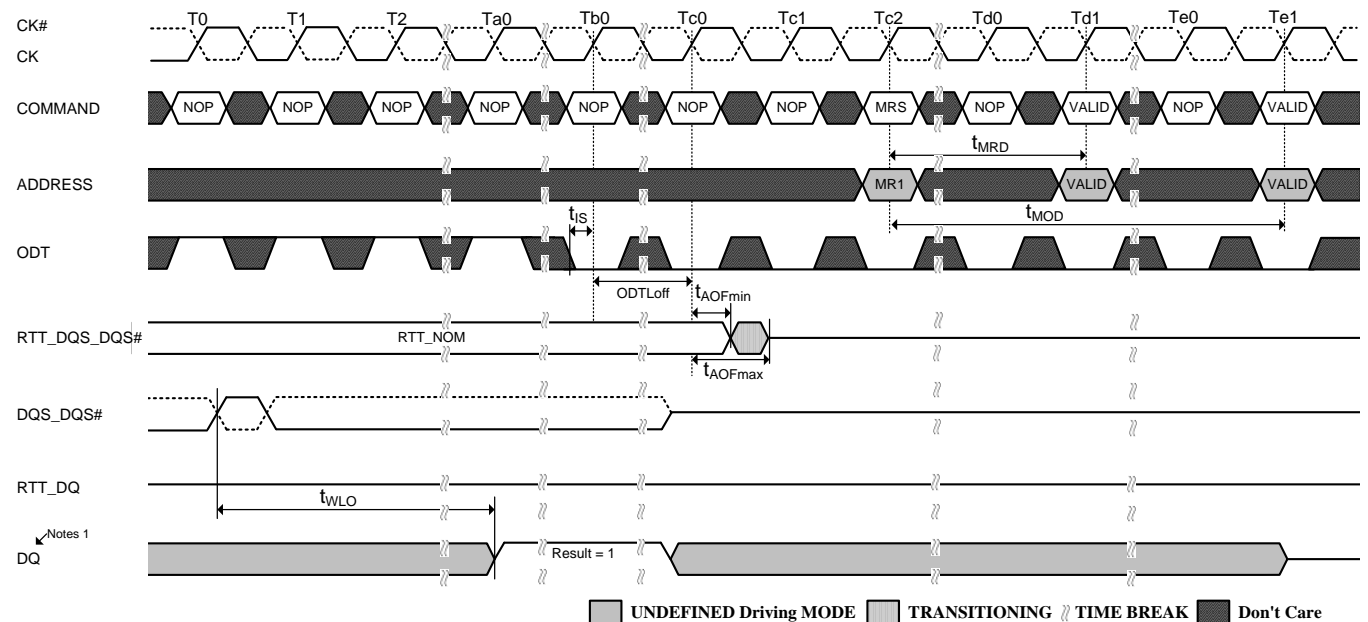 CK#
T0 T1 T2 Ta0 Tb0 Tc0 Tc1 Tc2 Td0 Td1 Te0 Te1
CK
COMMAND NOP NOP NOP NOP NOP NOP NOP MRS NOP VALID NOP VALID
tMRD
ADDRESS MR1 VALID VALID
tIS
tMOD
ODT
ODTLoff
tAOFmin
RTT_DQS_DQS# RTT_NOM
tAOFmax
DQS_DQS#
RTT_DQ
tWLO
Notes 1
DQ Result = 1
UNDEFINED Driving MODE TRANSITIONING TIME BREAK Don't Care